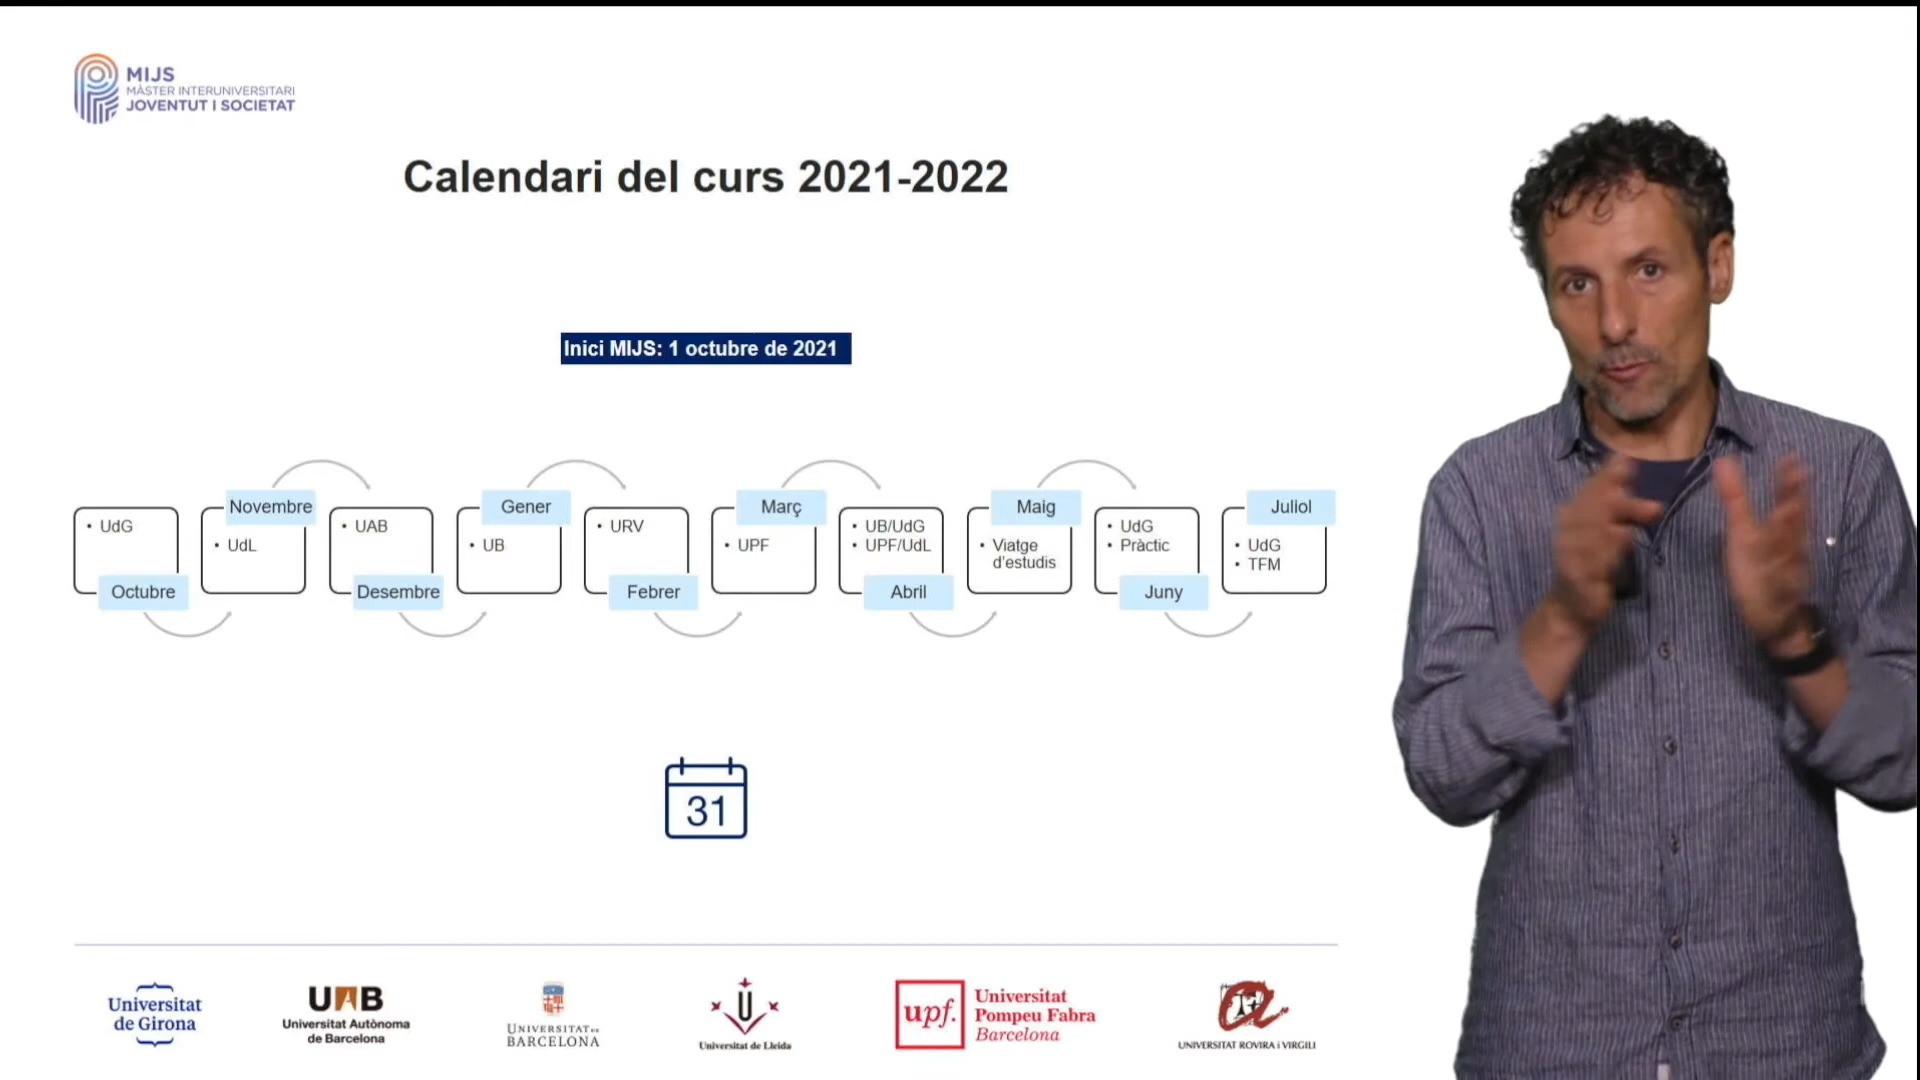 MIJS
MÀSTER INTERUNIVERSITARI
JOVENTUT I SOCIETAT
Calendari del curs 2021-2022
Inici MIJS: 1 octubre de 2021
• UdG
Octubre
Novembre
• UdL
• UAB
Desembre
Gener
• UB
• URV
Febrer
Març
• UPF
• UB/UdG
• UPF/UdL
Abril
Maig
• Viatge
d'estudis
• UdG
• Pràctic
Juny
Juliol
• UdG
• TFM
31
Universitat
de Girona
UAB
Universitat Autònoma
de Barcelona
UNIVERSITAT DE
BARCELONA
U
Universitat de Lleida
upf.
Universitat
Pompeu Fabra
Barcelona
UNIVERSITAT ROVIRA i VIRGILI